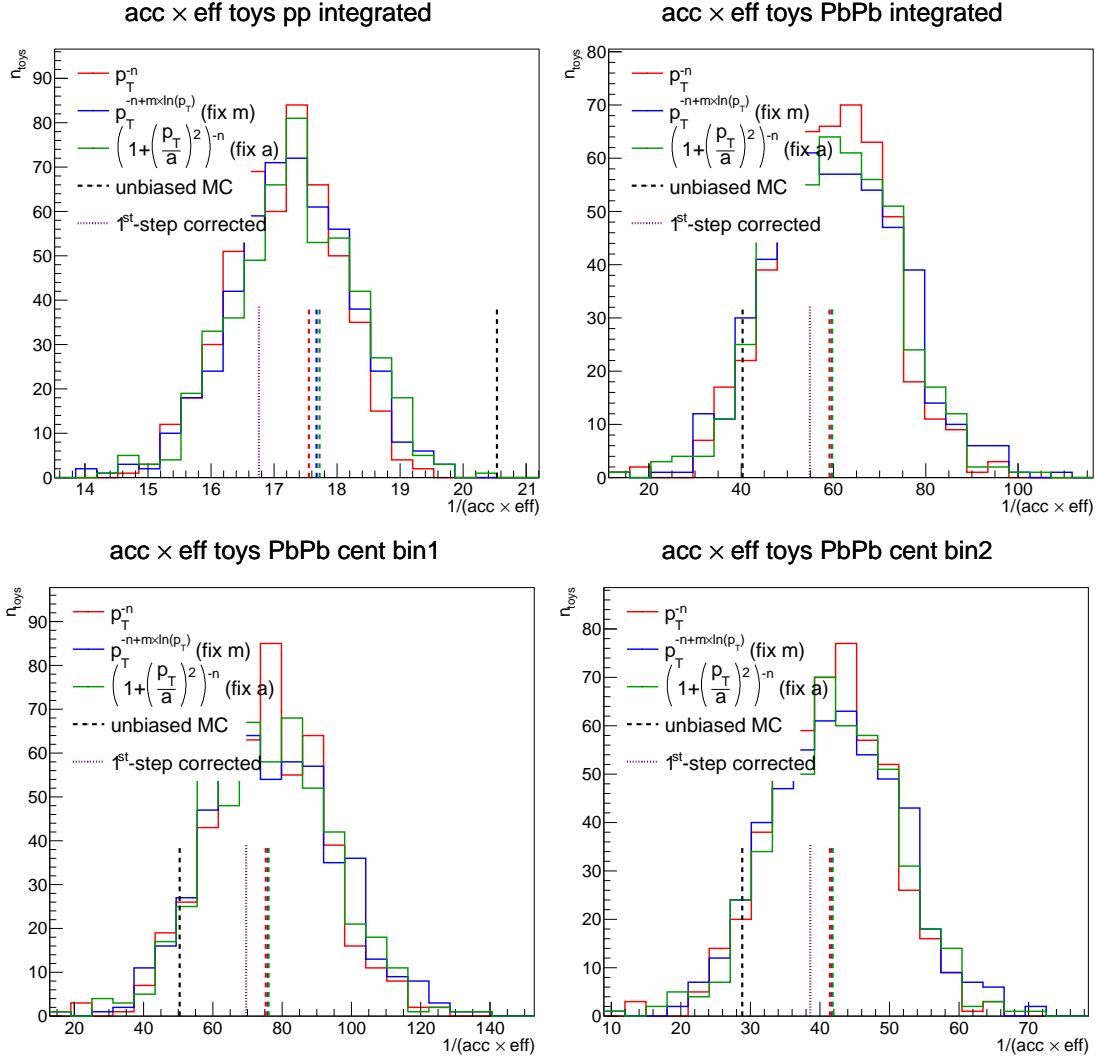 acc × eff toys pp integrated
n_toys
p_T^-n
p_T^-n+m×ln(p_T) (fix m)
(1+(p_T/a)^2)^-n (fix a)
unbiased MC
1^st-step corrected
90
80
70
60
50
40
30
20
10
0
14 15 16 17 18 19 20 21
1/(acc × eff)
acc × eff toys PbPb integrated
n_toys
p_T^-n
p_T^-n+m×ln(p_T) (fix m)
(1+(p_T/a)^2)^-n (fix a)
unbiased MC
1^st-step corrected
80
70
60
50
40
30
20
10
0
20 40 60 80 100
1/(acc × eff)
acc × eff toys PbPb cent bin1
n_toys
p_T^-n
p_T^-n+m×ln(p_T) (fix m)
(1+(p_T/a)^2)^-n (fix a)
unbiased MC
1^st-step corrected
90
80
70
60
50
40
30
20
10
0
20 40 60 80 100 120 140
1/(acc × eff)
acc × eff toys PbPb cent bin2
n_toys
p_T^-n
p_T^-n+m×ln(p_T) (fix m)
(1+(p_T/a)^2)^-n (fix a)
unbiased MC
1^st-step corrected
80
70
60
50
40
30
20
10
0
10 20 30 40 50 60 70
1/(acc × eff)